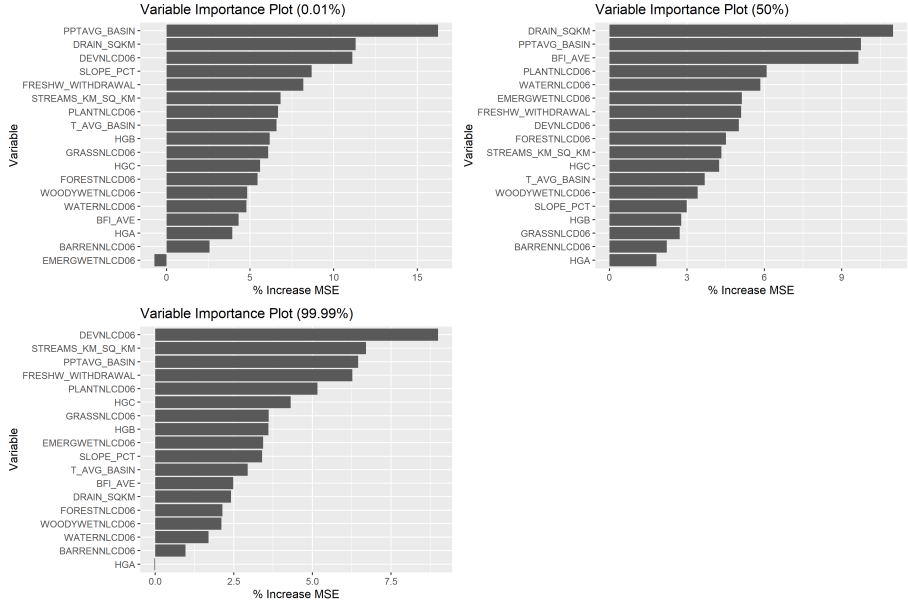 Variable Importance Plot (0.01%)
PPTAVG_BASIN
DRAIN_SQKM
DEVNLCD06
SLOPE_PCT
FRESHW_WITHDRAWAL
STREAMS_KM_SQ_KM
PLANTNLCD06
T_AVG_BASIN
HGB
GRASSNLCD06
HGC
FORESTNLCD06
WOODYWETNLCD06
WATERNLCD06
BFI_AVE
HGA
BARRENNLCD06
EMERGWETNLCD06
Variable
0 5 10 15
% Increase MSE
Variable Importance Plot (50%)
DRAIN_SQKM
PPTAVG_BASIN
BFI_AVE
PLANTNLCD06
WATERNLCD06
EMERGWETNLCD06
FRESHW_WITHDRAWAL
DEVNLCD06
FORESTNLCD06
STREAMS_KM_SQ_KM
HGC
T_AVG_BASIN
WOODYWETNLCD06
SLOPE_PCT
HGB
GRASSNLCD06
BARRENNLCD06
HGA
Variable
0 3 6 9
% Increase MSE
Variable Importance Plot (99.99%)
DEVNLCD06
STREAMS_KM_SQ_KM
PPTAVG_BASIN
FRESHW_WITHDRAWAL
PLANTNLCD06
HGC
GRASSNLCD06
HGB
EMERGWETNLCD06
SLOPE_PCT
T_AVG_BASIN
BFI_AVE
DRAIN_SQKM
FORESTNLCD06
WOODYWETNLCD06
WATERNLCD06
BARRENNLCD06
HGA
Variable
0.0 2.5 5.0 7.5
% Increase MSE